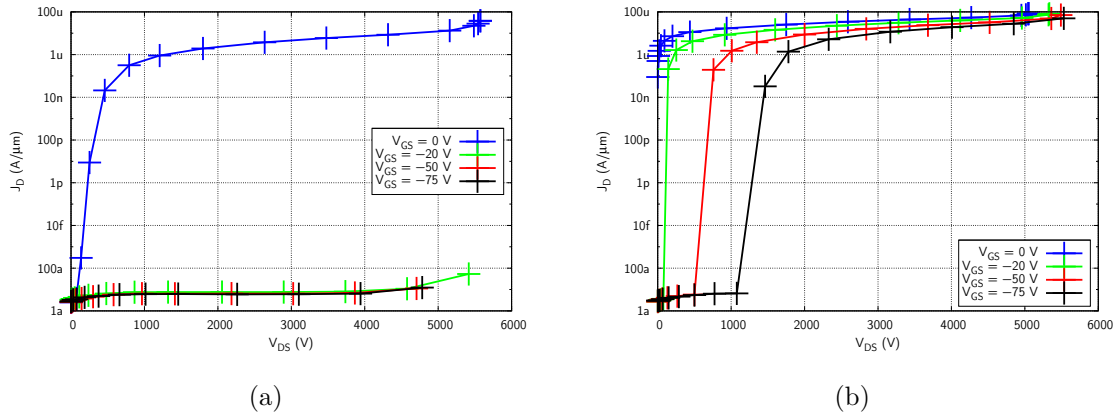 100u
1u
10n
100p
1p
10f
100a
1a
J_D (A/μm)
0 1000 2000 3000 4000 5000 6000
V_DS (V)
V_GS = 0 V
V_GS = −20 V
V_GS = −50 V
V_GS = −75 V
(a)
100u
1u
10n
100p
1p
10f
100a
1a
J_D (A/μm)
0 1000 2000 3000 4000 5000 6000
V_DS (V)
V_GS = 0 V
V_GS = −20 V
V_GS = −50 V
V_GS = −75 V
(b)